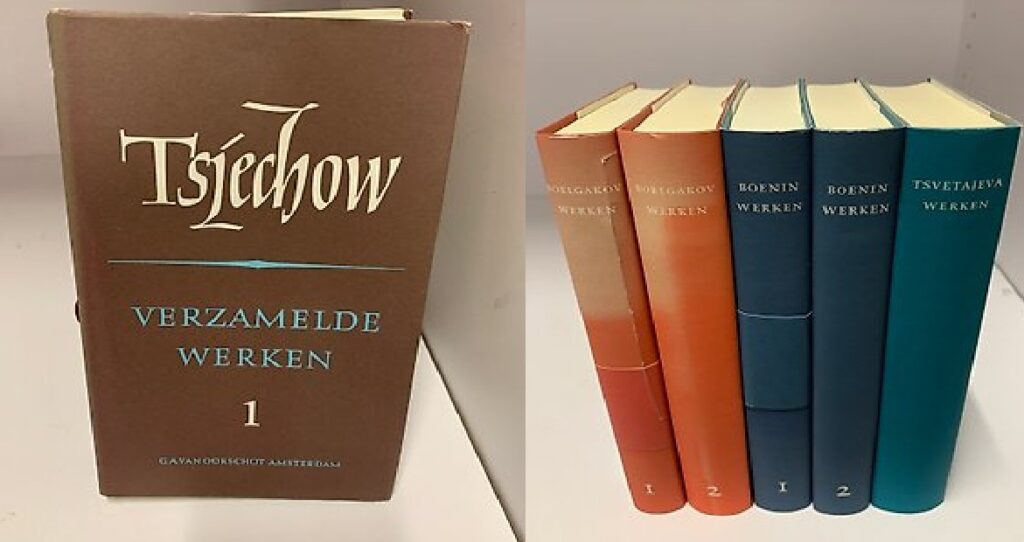 Tsjechow
VERZAMELDE
WERKEN
1
G.A.VAN OORSCHOT AMSTERDAM
BOELGAKOV
WERKEN
1
BOELGAKOV
WERKEN
2
BOENIN
WERKEN
1
BOENIN
WERKEN
2
TSVETAJEVA
WERKEN